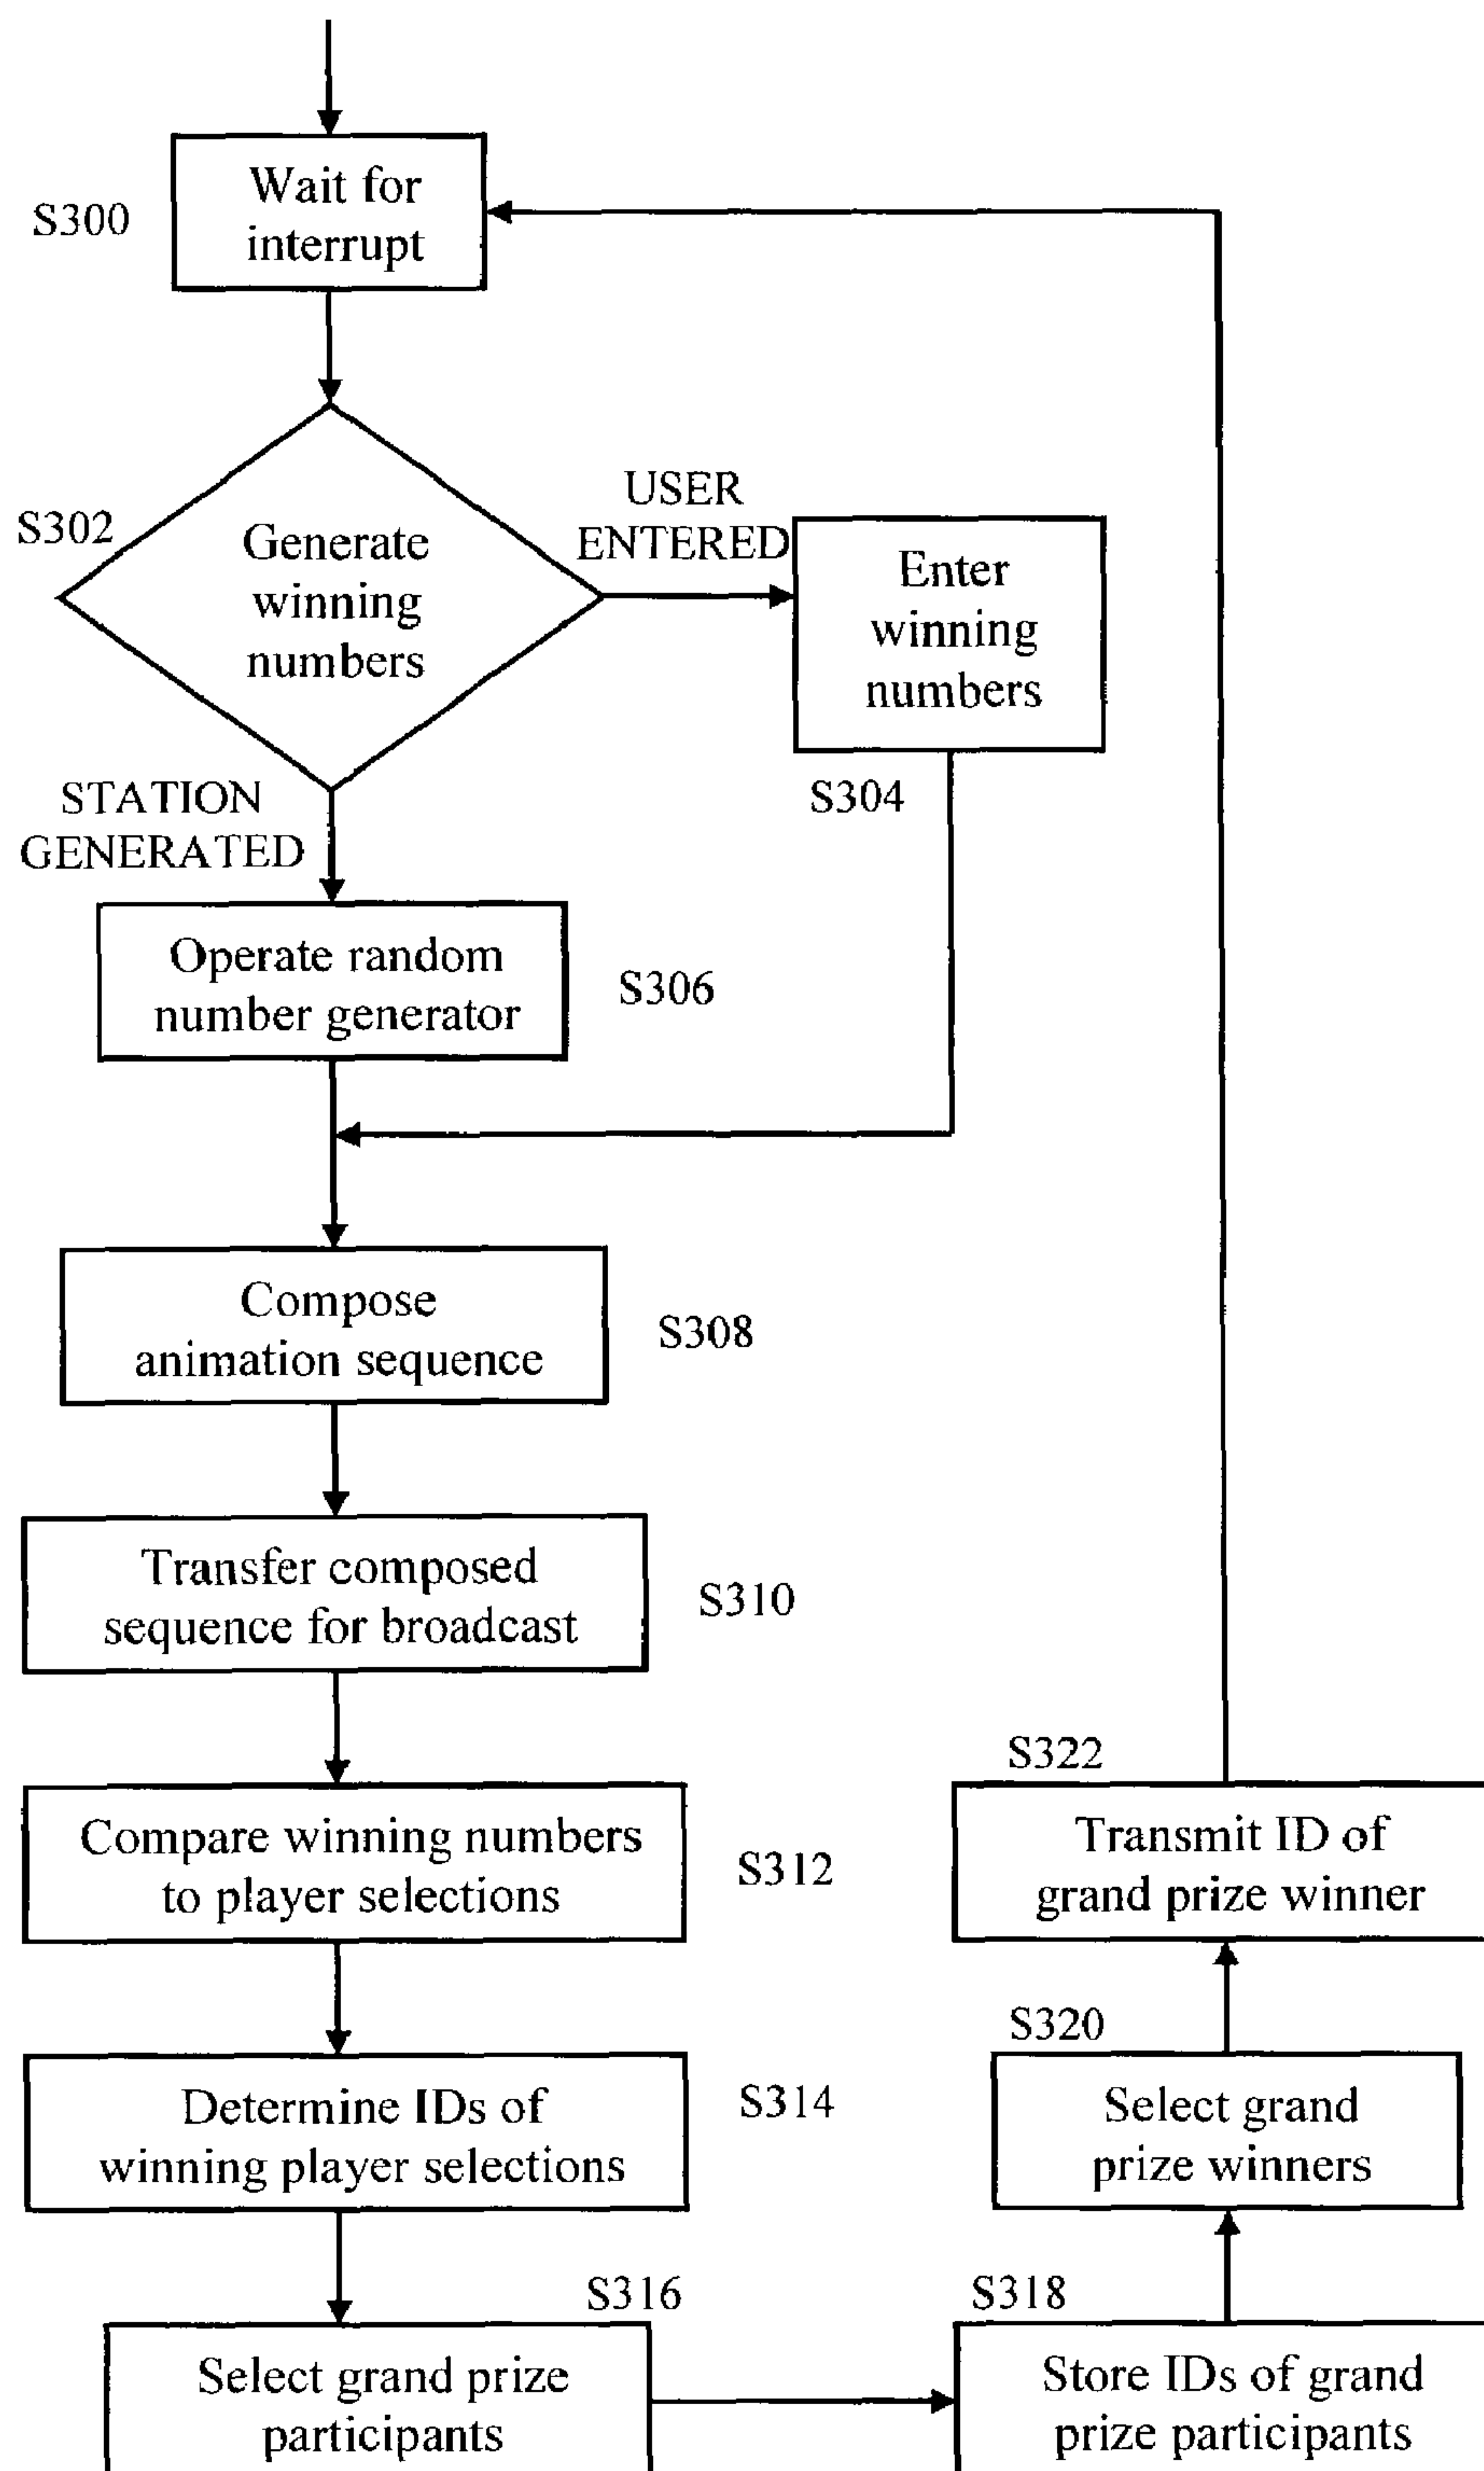 S300
Wait for
interrupt
S302
Generate
winning
numbers
USER
ENTERED
Enter
winning
numbers
S304
STATION
GENERATED
Operate random
number generator
S306
Compose
animation sequence
S308
Transfer composed
sequence for broadcast
S310
Compare winning numbers
to player selections
S312
Determine IDs of
winning player selections
S314
S316
Select grand prize
participants
S318
Store IDs of grand
prize participants
S320
Select grand
prize winners
S322
Transmit ID of
grand prize winner